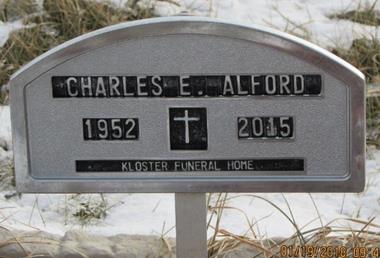 CHARLES E. ALFORD
1952 2015
KLOSTER FUNERAL HOME